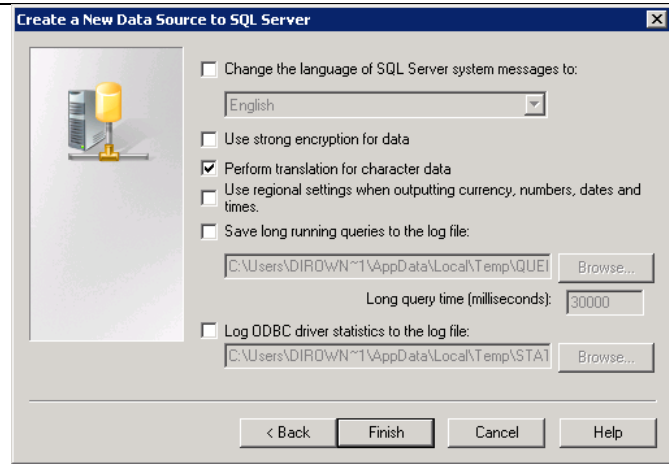 Create a New Data Source to SQL Server
Change the language of SQL Server system messages to:
English
Use strong encryption for data
Perform translation for character data
Use regional settings when outputting currency, numbers, dates and
times.
Save long running queries to the log file:
C:\Users\DIROWN~1\AppData\Local\Temp\QUEI Browse...
Long query time (milliseconds): 30000
Log ODBC driver statistics to the log file:
C:\Users\DIROWN~1\AppData\Local\Temp\STAT Browse...
< Back Finish Cancel Help